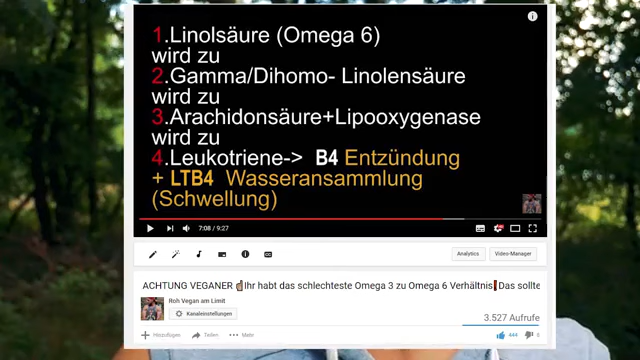 1.Linolsäure (Omega 6)
wird zu
2.Gamma/Dihomo- Linolensäure
wird zu
3.Arachidonsäure+Lipooxygenase
wird zu
4.Leukotriene-> B4 Entzündung
+ LTB4 Wasseransammlung
(Schwellung)
7:08 / 9:27
Analytics Video-Manager
ACHTUNG VEGANER Ihr habt das schlechteste Omega 3 zu Omega 6 Verhältnis Das sollte
Roh Vegan am Limit
Kanaleinstellungen
3.527 Aufrufe
Hinzufügen Teilen Mehr 444 0